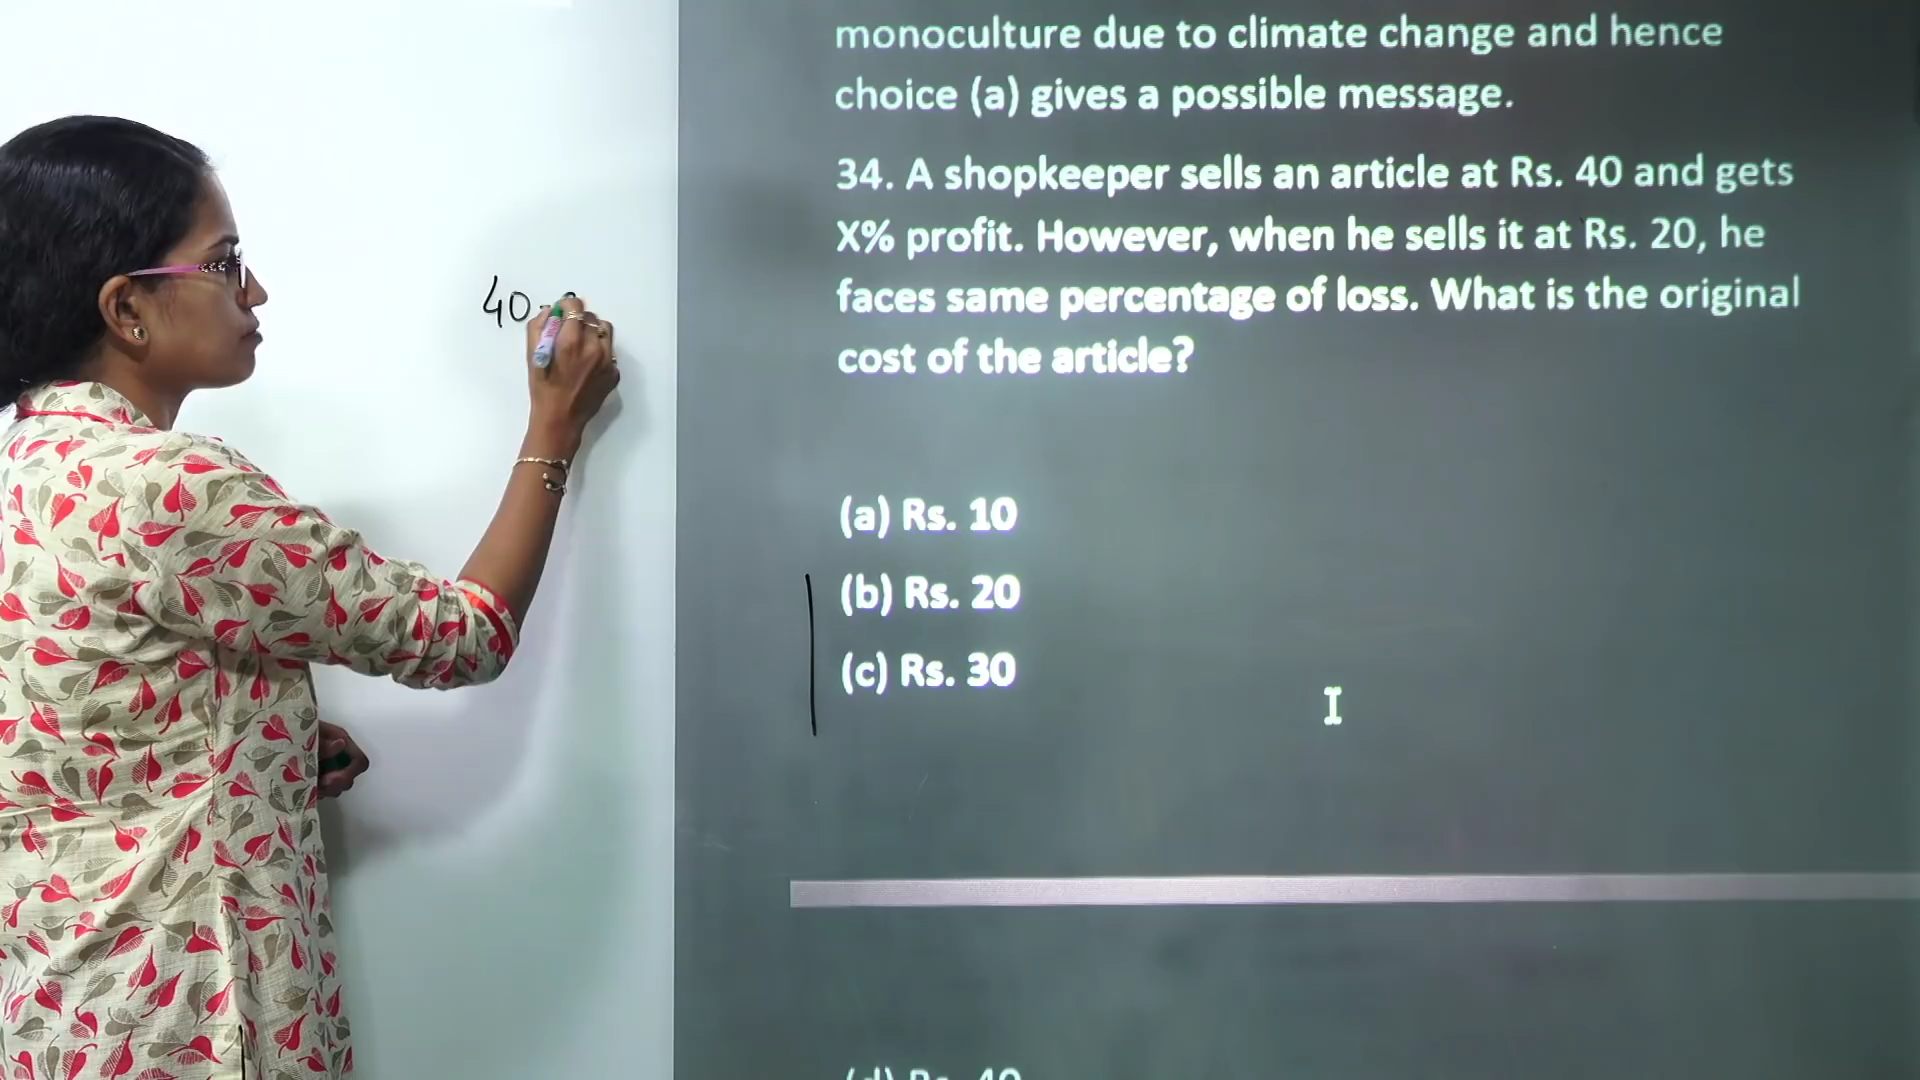 monoculture due to climate change and hence
choice (a) gives a possible message.
34. A shopkeeper sells an article at Rs. 40 and gets
X% profit. However, when he sells it at Rs. 20, he
faces same percentage of loss. What is the original
cost of the article?
40
(a) Rs. 10
(b) Rs. 20
(c) Rs. 30
(d) Rs. 40